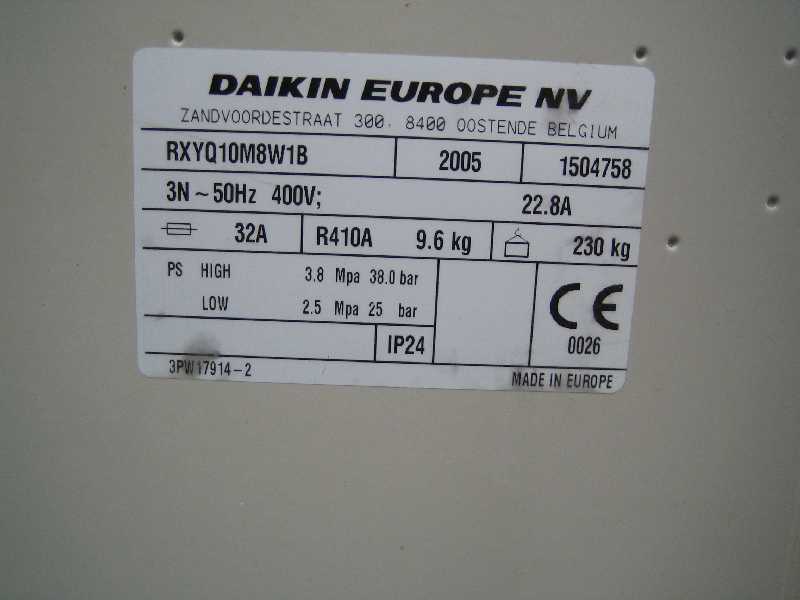 DAIKIN EUROPE NV
ZANDVOORDESTRAAT 300, 8400 OOSTENDE BELGIUM
RXYQ10M8W1B 2005 1504758
3N ~ 50Hz 400V; 22.8A
32A R410A 9.6 kg 230 kg
PS HIGH 3.8 Mpa 38.0 bar
LOW 2.5 Mpa 25 bar
CE
0026
IP24
3PW17914-2 MADE IN EUROPE